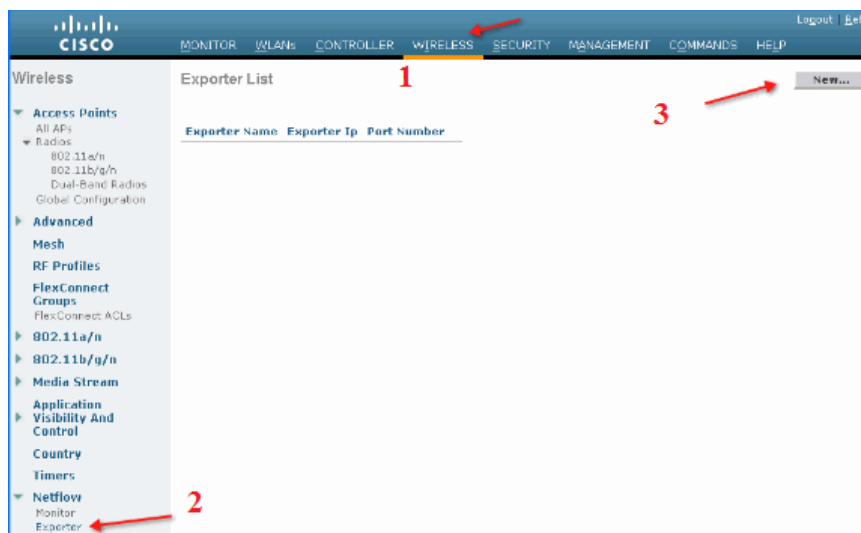 Logout | Ref
CISCO
MONITOR WLANs CONTROLLER WIRELESS SECURITY MANAGEMENT COMMANDS HELP
Wireless
Exporter List
1
New...
3
Exporter Name Exporter Ip Port Number
Access Points
All APs
Radios
802.11a/n
802.11b/g/n
Dual-Band Radios
Global Configuration
Advanced
Mesh
RF Profiles
FlexConnect
Groups
FlexConnect ACLs
802.11a/n
802.11b/g/n
Media Stream
Application
Visibility And
Control
Country
Timers
Netflow
2
Monitor
Exporter